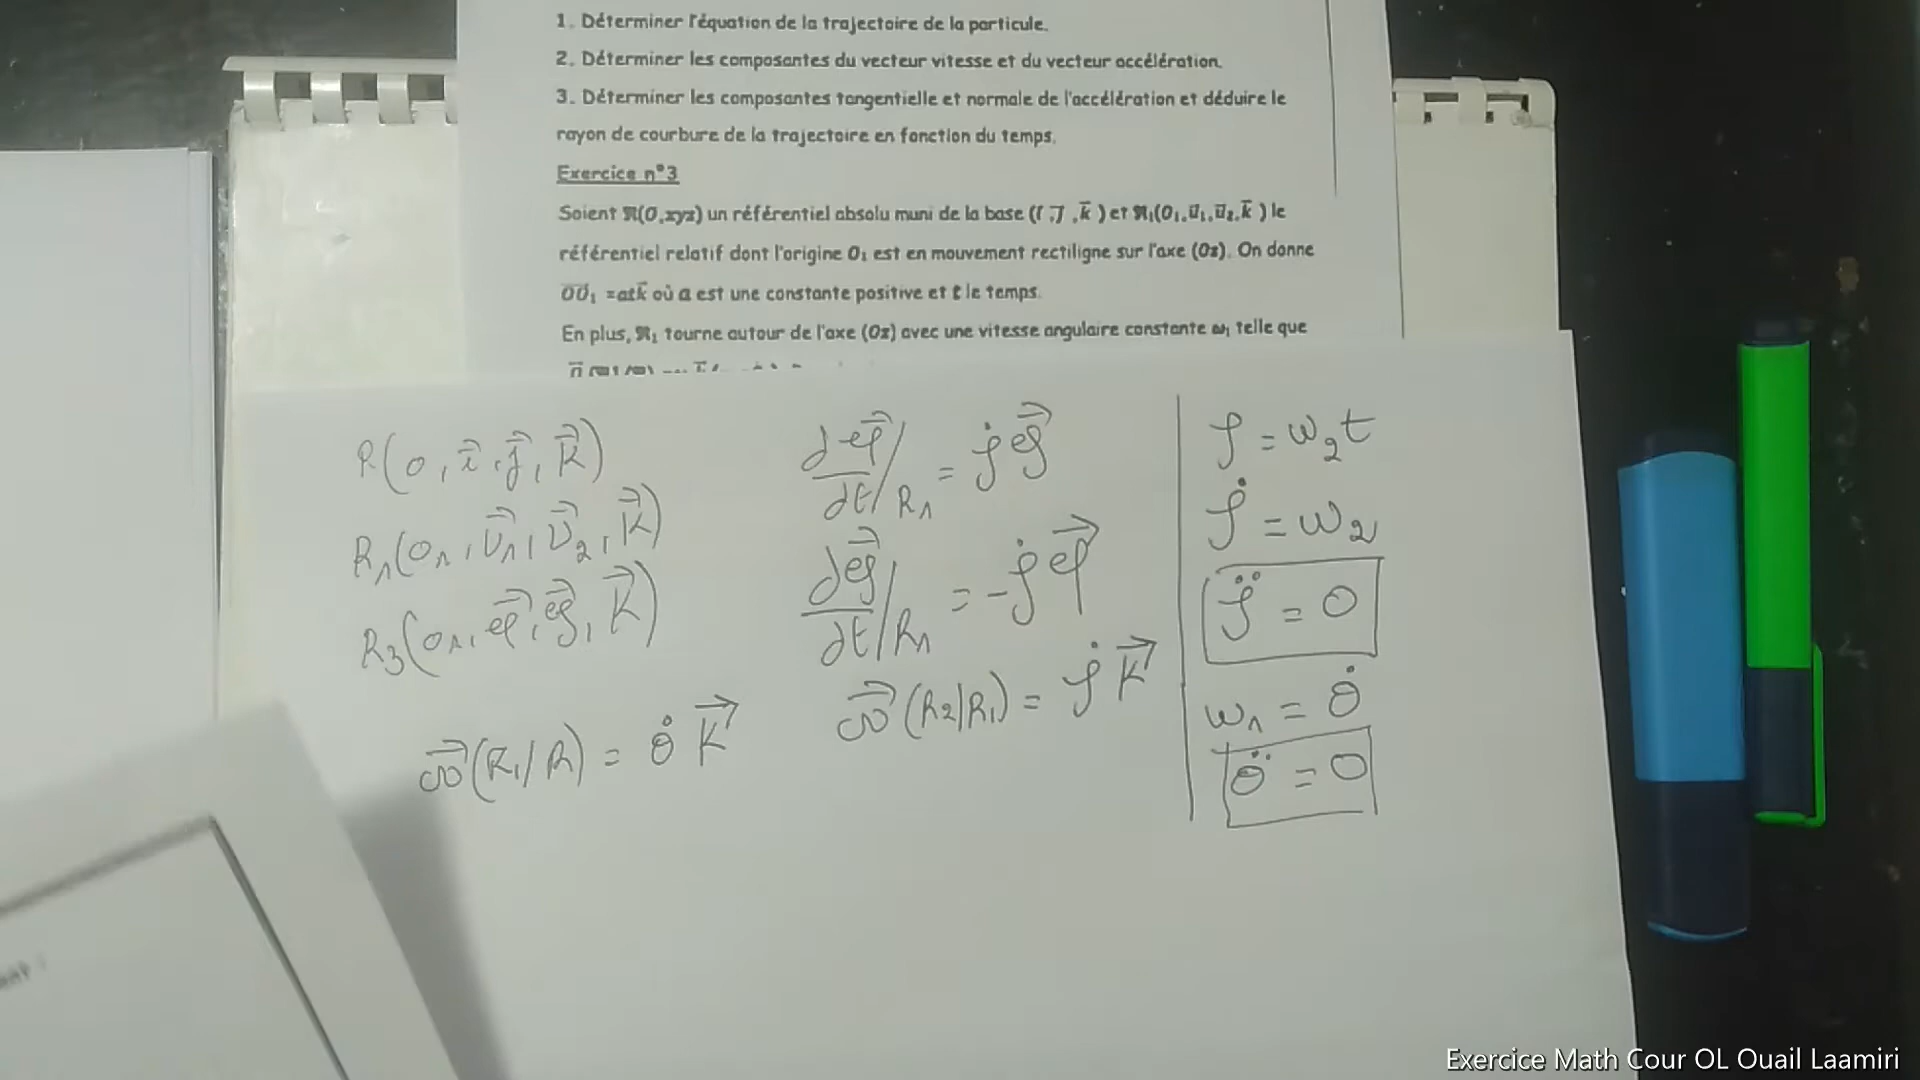 1. Déterminer l'équation de la trajectoire de la particule.
2. Déterminer les composantes du vecteur vitesse et du vecteur accélération.
3. Déterminer les composantes tangentielle et normale de l'accélération et déduire le
rayon de courbure de la trajectoire en fonction du temps.
Exercice n°3
Soient ℜ(O,xyz) un référentiel absolu muni de la base (i⃗, j⃗, k⃗) et ℜ₁(O₁,u⃗₁,u⃗₂,k⃗) le
référentiel relatif dont l'origine O₁ est en mouvement rectiligne sur l'axe (Oz). On donne
OO⃗₁ =atk⃗ où a est une constante positive et t le temps.
En plus, ℜ₁ tourne autour de l'axe (Oz) avec une vitesse angulaire constante ω₁ telle que
R(o, i⃗, j⃗, k⃗)
R₁(o₁, U⃗₁, U⃗₂, k⃗)
R₃(o₁, eρ⃗, eφ⃗, k⃗)
ω⃗(R₁/R) = θ̇ k⃗
deρ⃗/dt /R₁ = φ̇ eφ⃗
deφ⃗/dt /R₁ = -φ̇ eρ⃗
ω⃗(R₂/R₁) = φ̇ k⃗
φ = ω₂t
φ̇ = ω₂
φ̈ = 0
ω₁ = θ̇
θ̈ = 0
Exercice Math Cour OL Ouail Laamiri